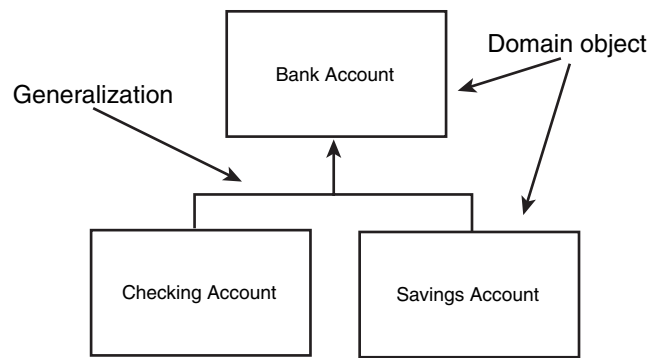 Domain object
Bank Account
Generalization
Checking Account
Savings Account